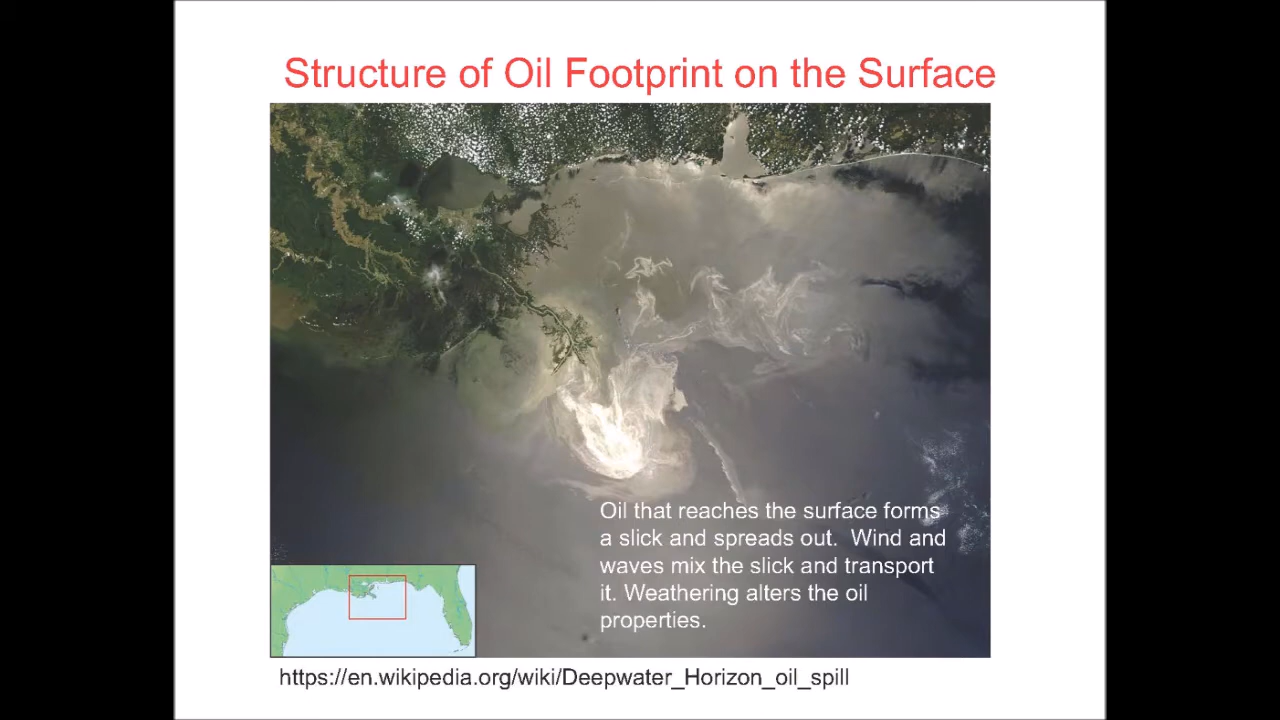 Structure of Oil Footprint on the Surface
Oil that reaches the surface forms
a slick and spreads out.  Wind and
waves mix the slick and transport
it. Weathering alters the oil
properties.
https://en.wikipedia.org/wiki/Deepwater_Horizon_oil_spill